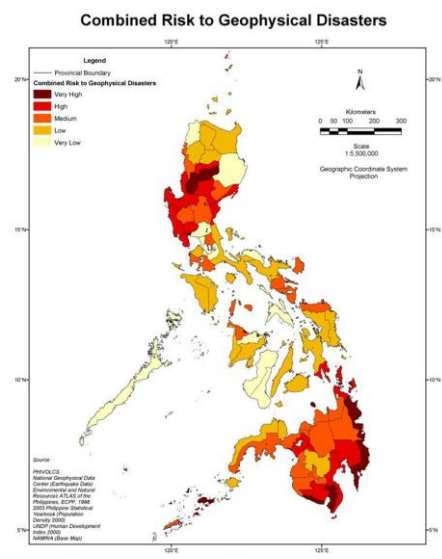 Combined Risk to Geophysical Disasters
120°E
125°E
20°N
20°N
Legend
Provincial Boundary
Combined Risk to Geophysical Disasters
Very High
High
Medium
Low
Very Low
N
Kilometers
0 50 100 200 300
Scale
1:5,500,000
Geographic Coordinate System
Projection
15°N
15°N
10°N
10°N
5°N
5°N
Source:
PHIVOLCS
National Geophysical Data
Center (Earthquake Data)
Environmental and Natural
Resources ATLAS of the
Philippines, ECPF, 1998
2003 Philippine Statistical
Yearbook (Population
Density 2000)
UNDP (Human Development
Index 2000)
NAMRIA (Base Map)
120°E
125°E